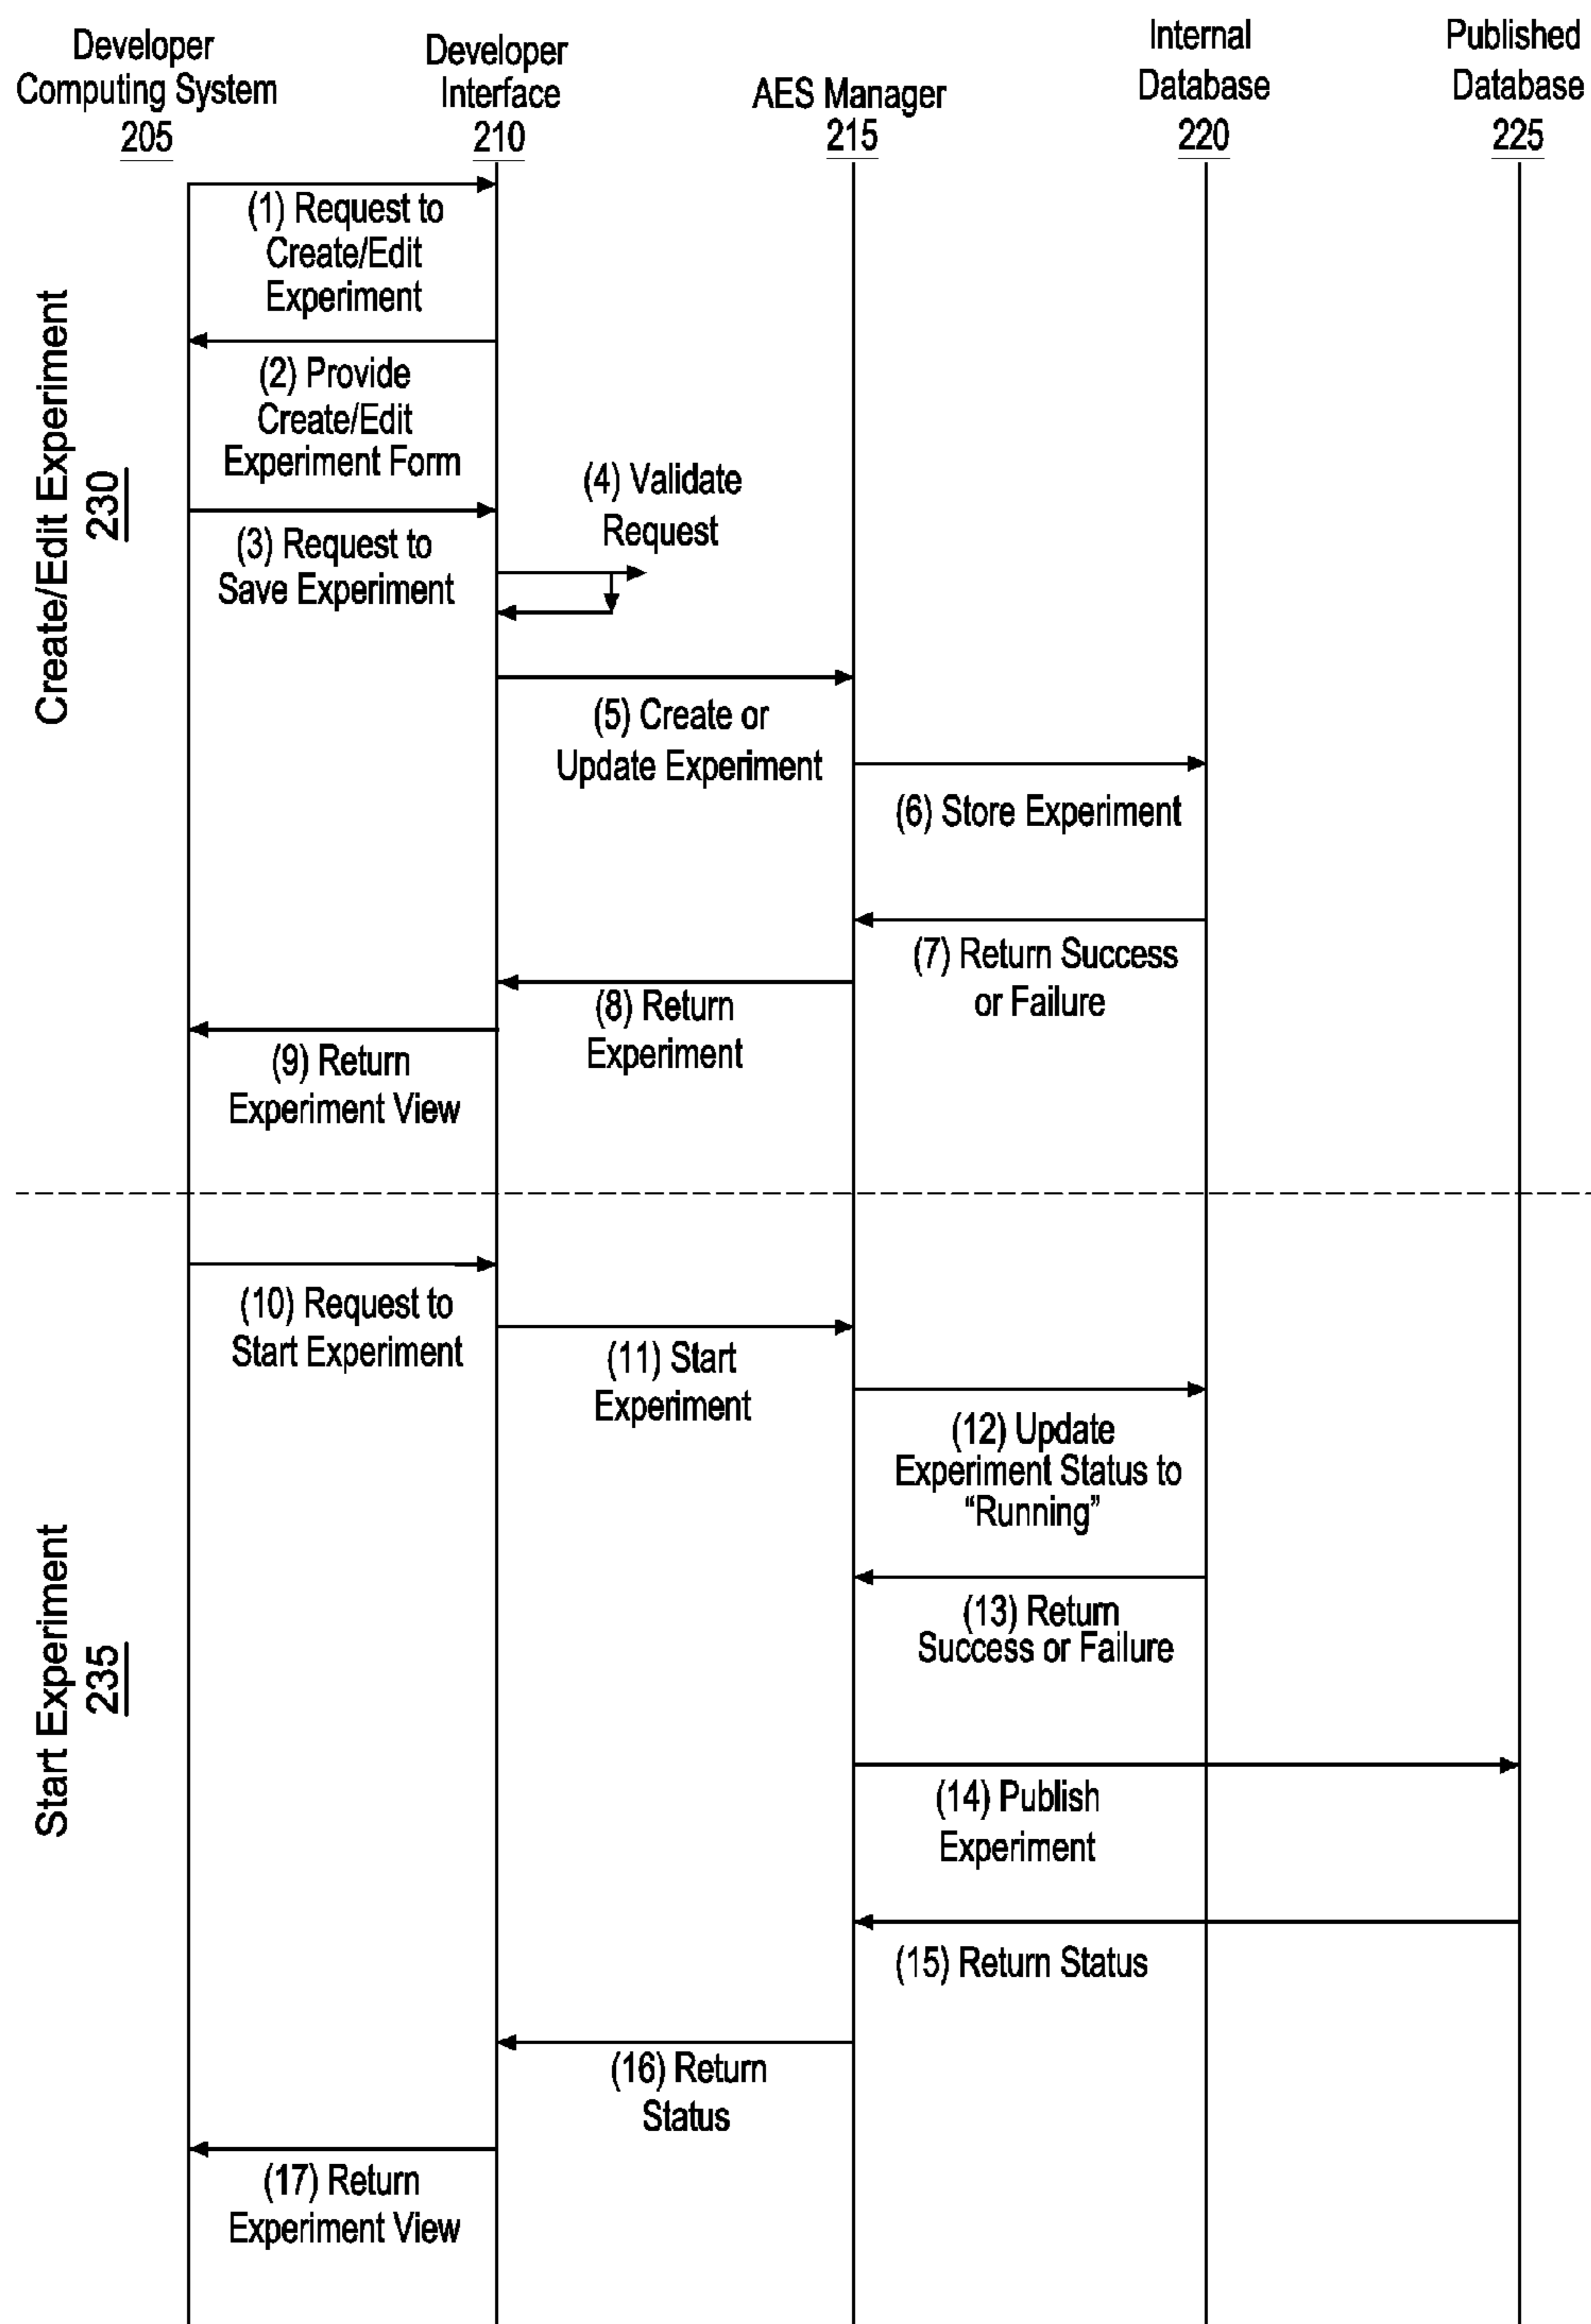 Developer
Computing System
205
Developer
Interface
210
AES Manager
215
Internal
Database
220
Published
Database
225
Create/Edit Experiment
230
(1) Request to
Create/Edit
Experiment
(2) Provide
Create/Edit
Experiment Form
(3) Request to
Save Experiment
(4) Validate
Request
(5) Create or
Update Experiment
(6) Store Experiment
(7) Return Success
or Failure
(8) Return
Experiment
(9) Return
Experiment View
Start Experiment
235
(10) Request to
Start Experiment
(11) Start
Experiment
(12) Update
Experiment Status to
“Running”
(13) Return
Success or Failure
(14) Publish
Experiment
(15) Return Status
(16) Return
Status
(17) Return
Experiment View